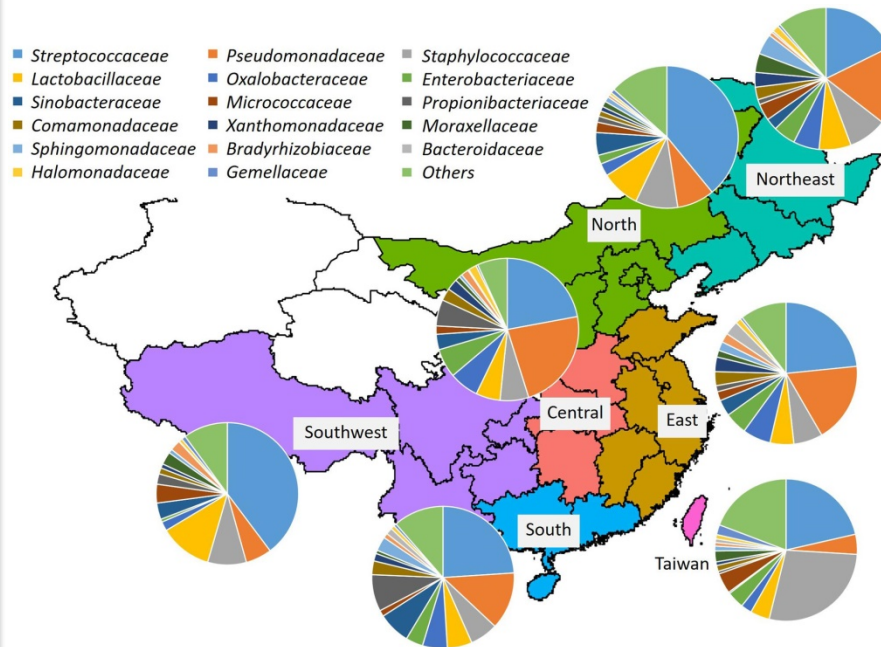 Streptococcaceae
Pseudomonadaceae
Staphylococcaceae
Lactobacillaceae
Oxalobacteraceae
Enterobacteriaceae
Sinobacteraceae
Micrococcaceae
Propionibacteriaceae
Comamonadaceae
Xanthomonadaceae
Moraxellaceae
Sphingomonadaceae
Bradyrhizobiaceae
Bacteroidaceae
Halomonadaceae
Gemellaceae
Others
Northeast
North
Central
East
Southwest
South
Taiwan